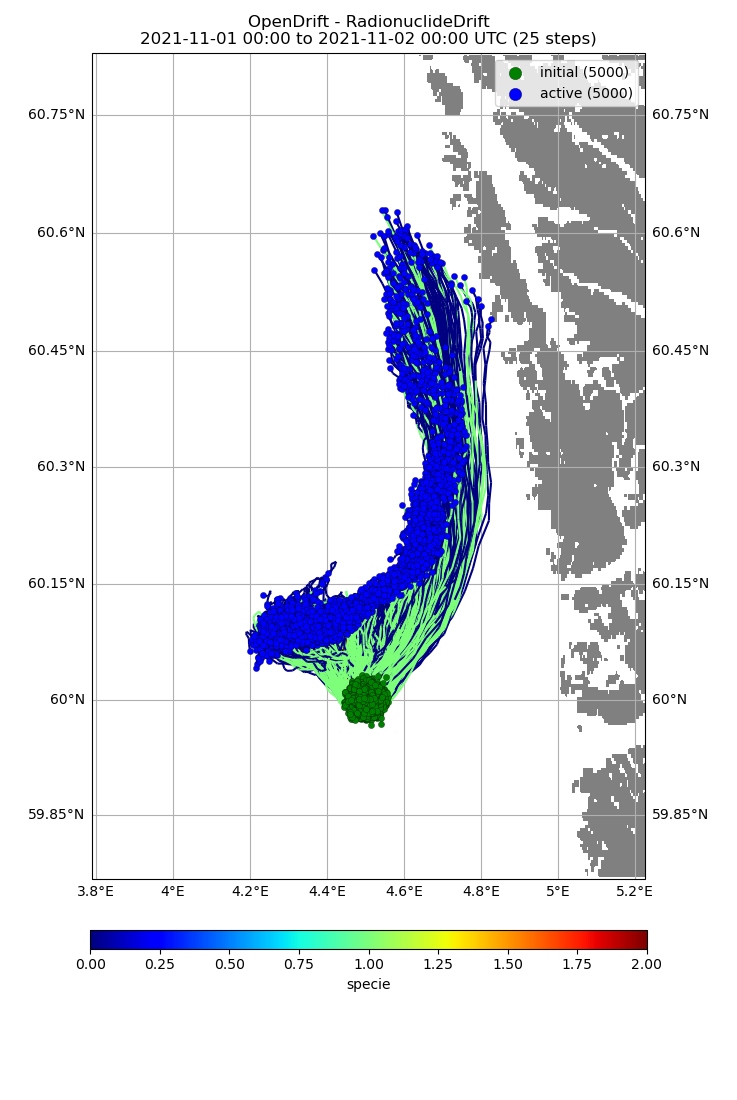 OpenDrift - RadionuclideDrift
2021-11-01 00:00 to 2021-11-02 00:00 UTC (25 steps)
initial (5000)
active (5000)
60.75°N 60.75°N
60.6°N 60.6°N
60.45°N 60.45°N
60.3°N 60.3°N
60.15°N 60.15°N
60°N 60°N
59.85°N 59.85°N
3.8°E 4°E 4.2°E 4.4°E 4.6°E 4.8°E 5°E 5.2°E
0.00 0.25 0.50 0.75 1.00 1.25 1.50 1.75 2.00
specie